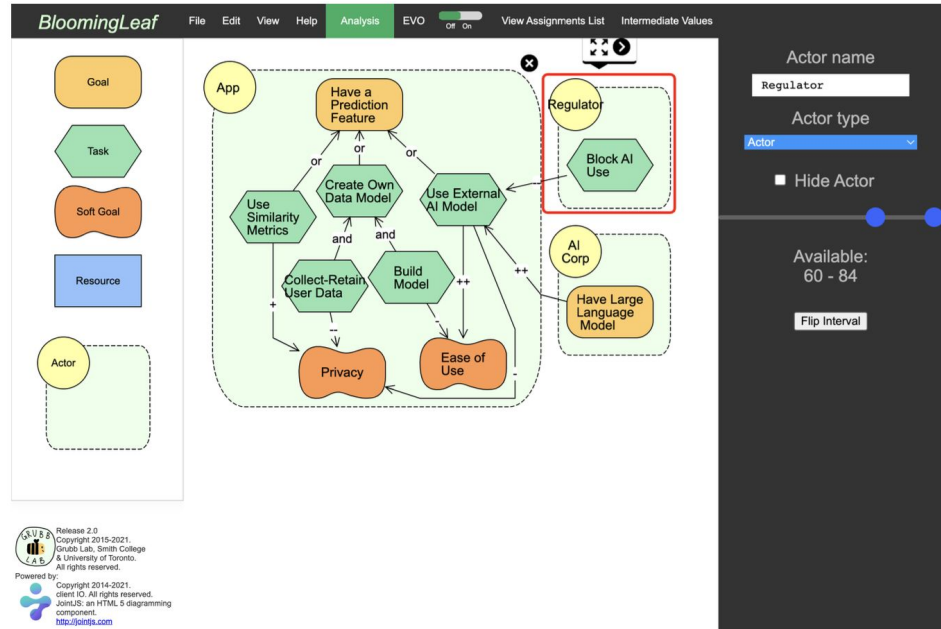 BloomingLeaf
File Edit View Help Analysis EVO Off On View Assignments List Intermediate Values
Goal
Task
Soft Goal
Resource
Actor
GRUBB
LAB
Release 2.0
Copyright 2015-2021.
Grubb Lab, Smith College
& University of Toronto.
All rights reserved.
Powered by:
Copyright 2014-2021.
client IO. All rights reserved.
JointJS: an HTML 5 diagramming
component.
http://jointjs.com
App
Have a
Prediction
Feature
or
or
or
Use
Similarity
Metrics
Create Own
Data Model
Use External
AI Model
and
and
Collect-Retain
User Data
Build
Model
+
--
-
++
-
++
Privacy
Ease of
Use
Regulator
Block AI
Use
--
AI
Corp
Have Large
Language
Model
Actor name
Regulator
Actor type
Actor
Hide Actor
Available:
60 - 84
Flip Interval